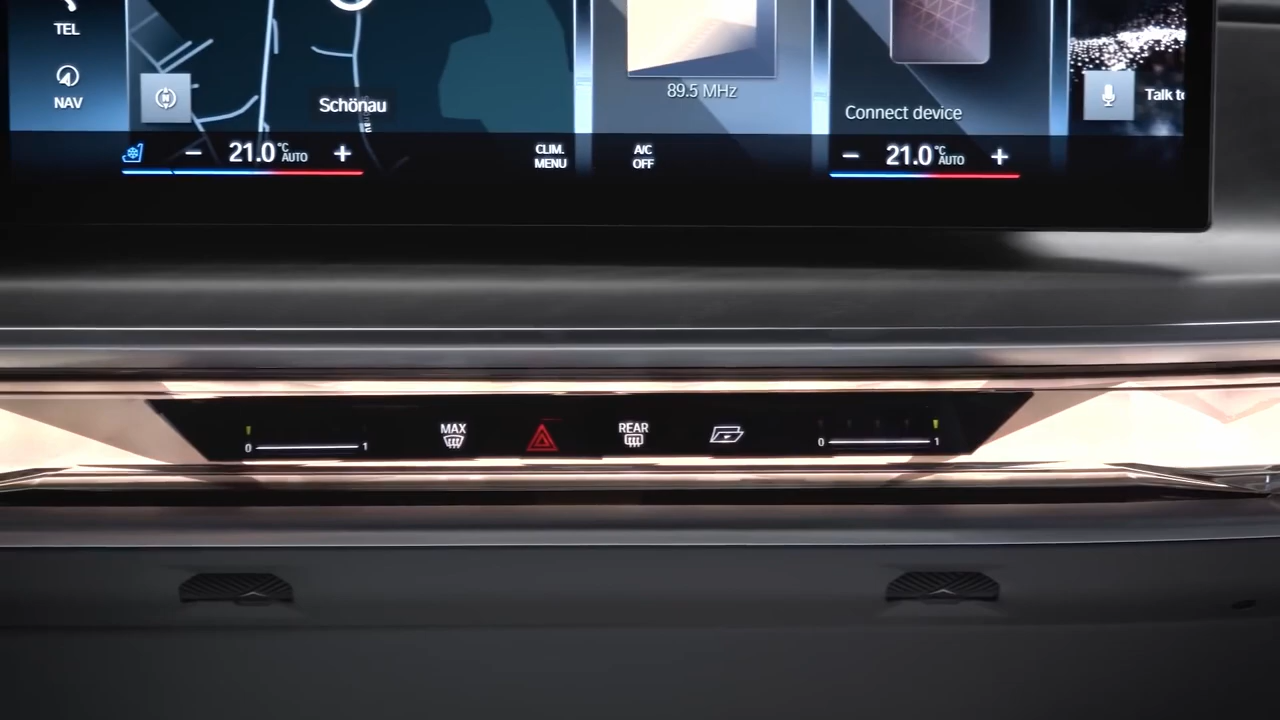 TEL
NAV
N
Schönau
89.5 MHz
Connect device
Talk t
21.0 °C AUTO
CLIM.
MENU
A/C
OFF
21.0 °C AUTO
0 1
MAX
REAR
0 1